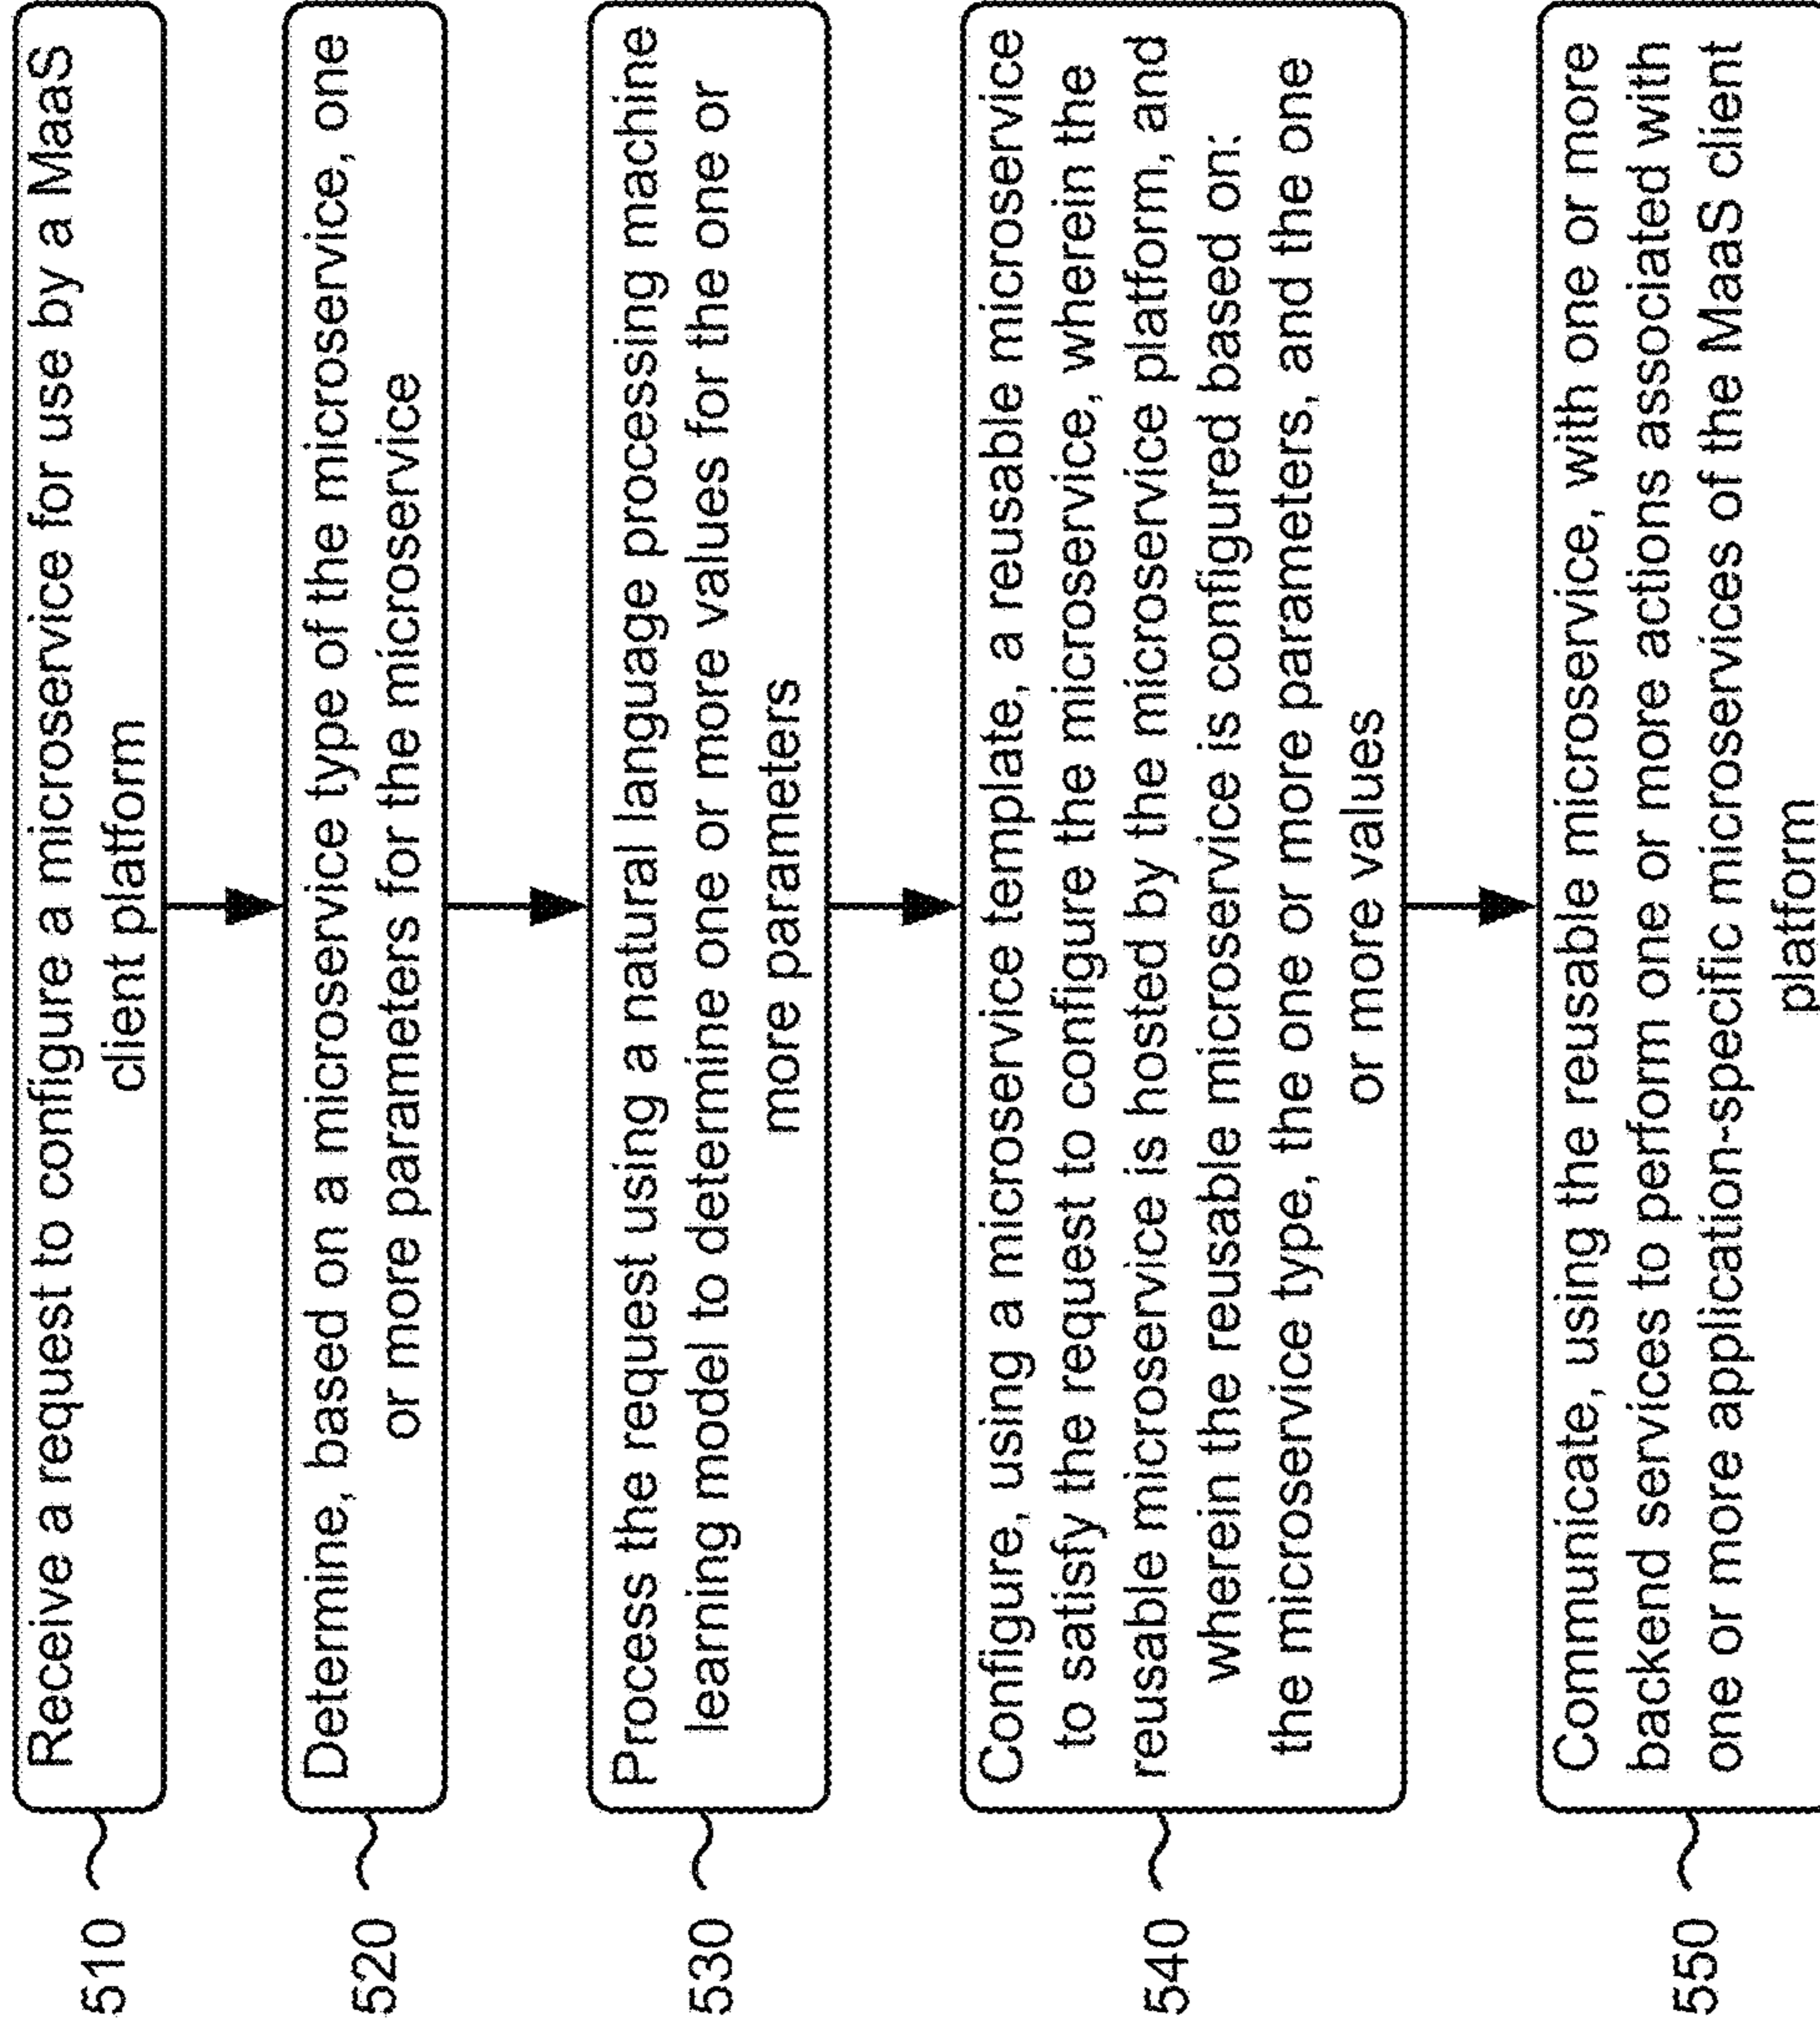 510
Receive a request to configure a microservice for use by a MaaS
client platform
520
Determine, based on a microservice type of the microservice, one
or more parameters for the microservice
530
Process the request using a natural language processing machine
learning model to determine one or more values for the one or
more parameters
540
Configure, using a microservice template, a reusable microservice
to satisfy the request to configure the microservice, wherein the
reusable microservice is hosted by the microservice platform, and
wherein the reusable microservice is configured based on:
the microservice type, the one or more parameters, and the one
or more values
550
Communicate, using the reusable microservice, with one or more
backend services to perform one or more actions associated with
one or more application-specific microservices of the MaaS client
platform